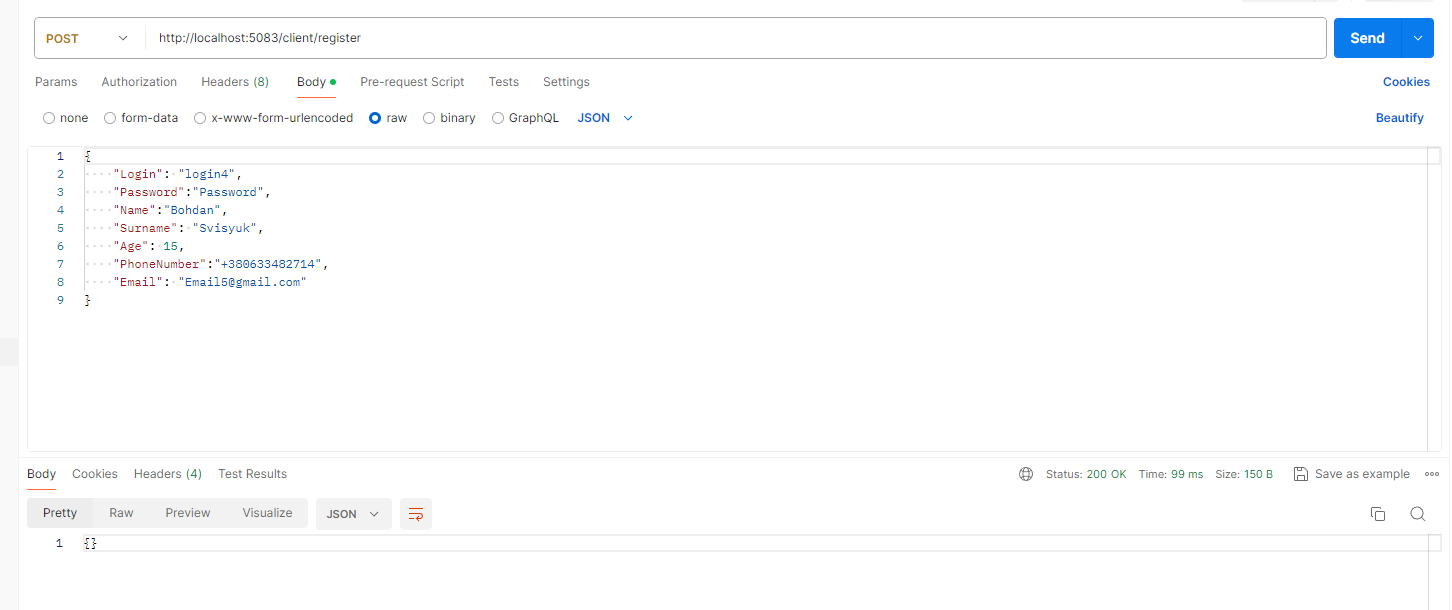 POST http://localhost:5083/client/register Send
Params Authorization Headers (8) Body Pre-request Script Tests Settings Cookies
none form-data x-www-form-urlencoded raw binary GraphQL JSON Beautify
1 {
2 "Login": "login4",
3 "Password":"Password",
4 "Name":"Bohdan",
5 "Surname": "Svisyuk",
6 "Age": 15,
7 "PhoneNumber":"+380633482714",
8 "Email": "Email5@gmail.com"
9 }
Body Cookies Headers (4) Test Results Status: 200 OK Time: 99 ms Size: 150 B Save as example
Pretty Raw Preview Visualize JSON
1 {}